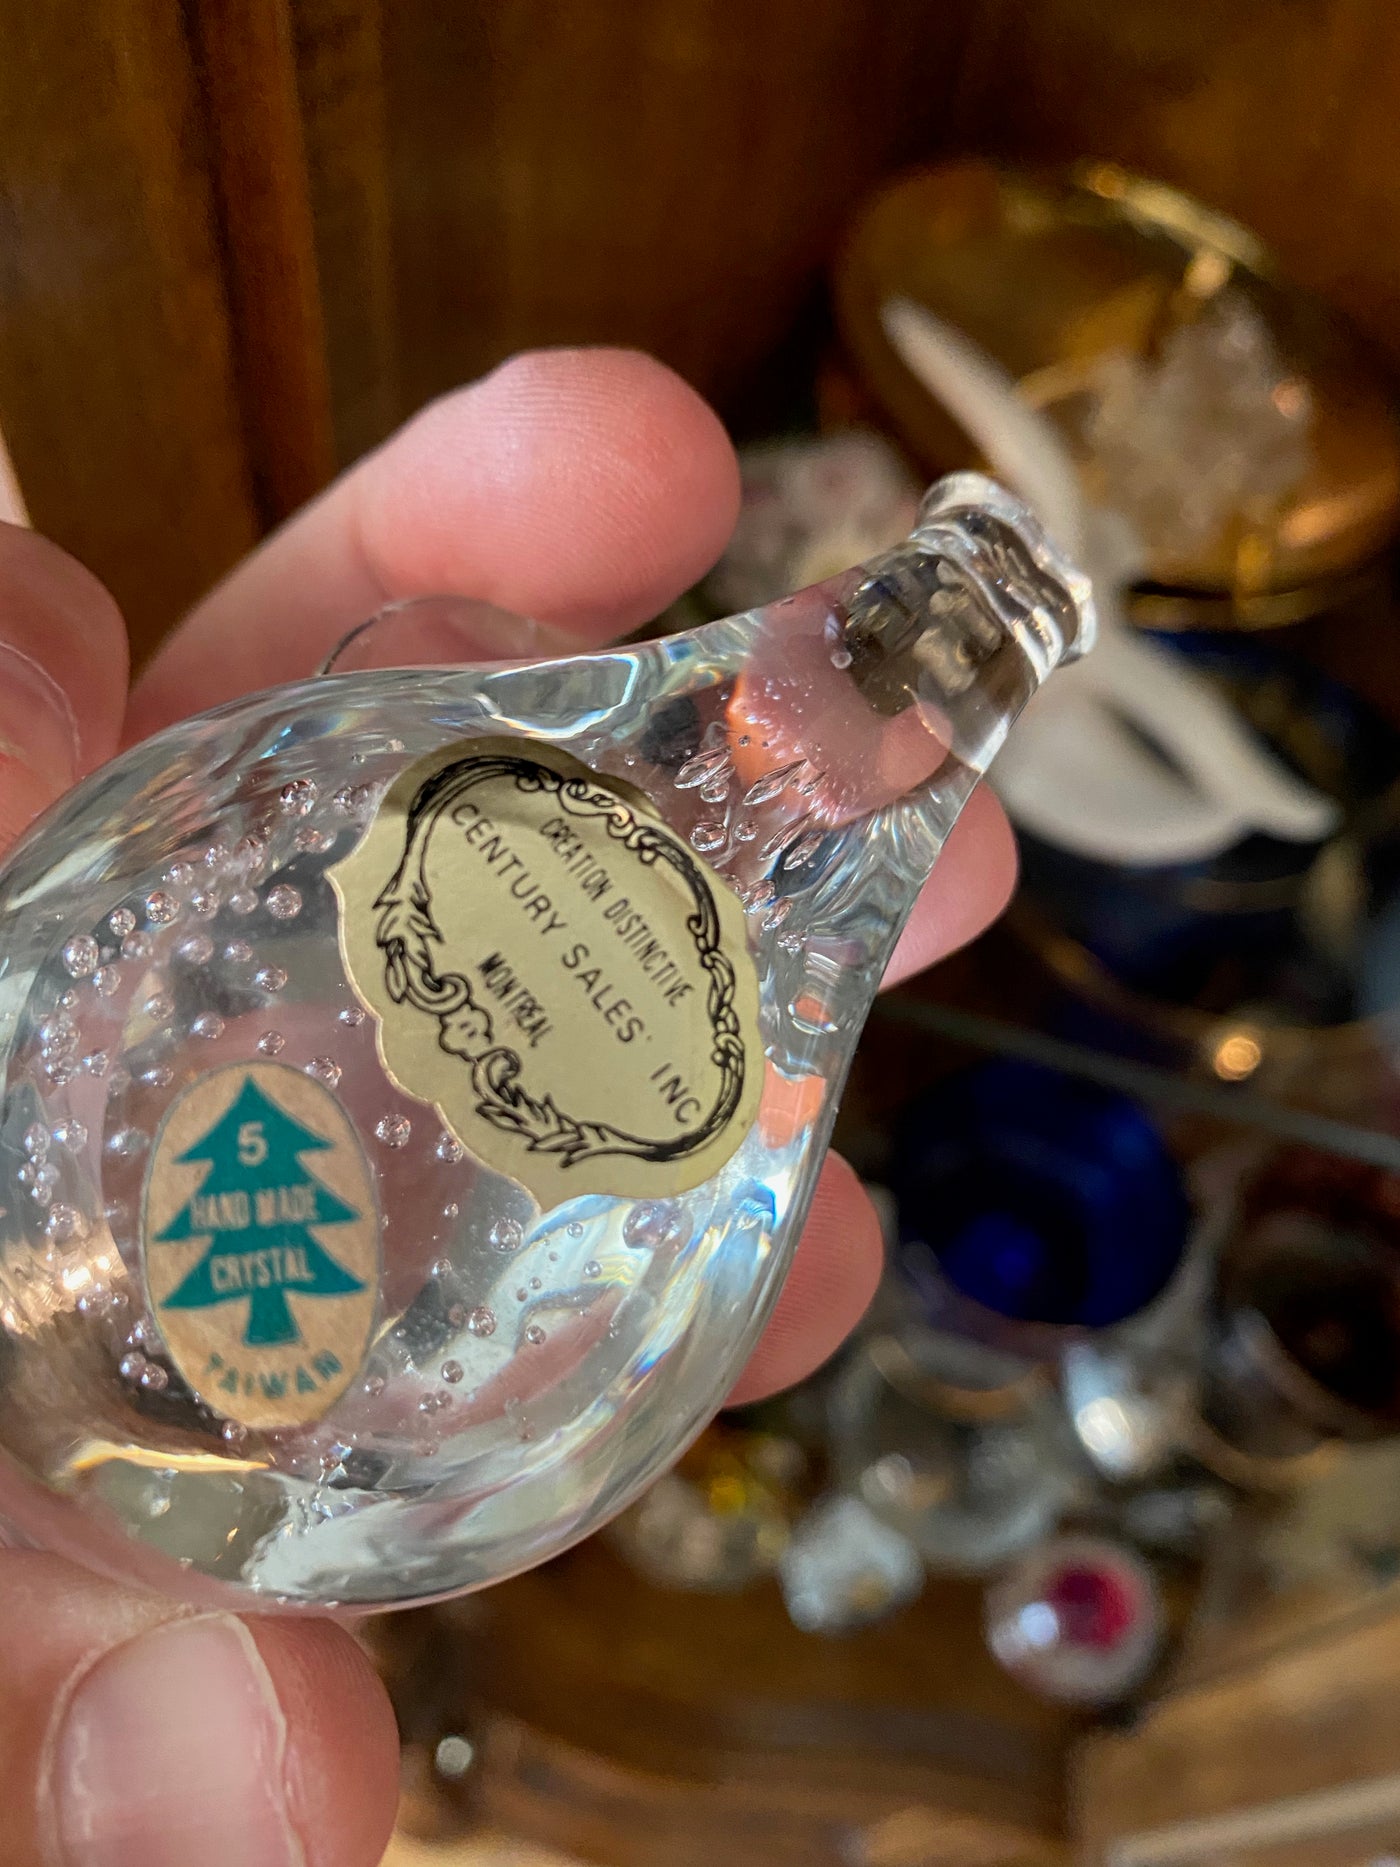 CREATION DISTINCTIVE
CENTURY SALES' INC
MONTREAL
5
HAND MADE
CRYSTAL
TAIWAN